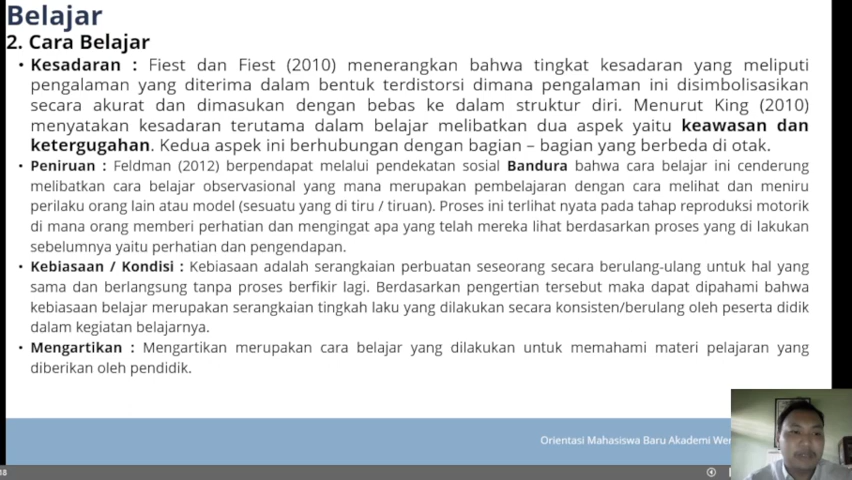 Belajar
2. Cara Belajar
• Kesadaran : Fiest dan Fiest (2010) menerangkan bahwa tingkat kesadaran yang meliputi
pengalaman yang diterima dalam bentuk terdistorsi dimana pengalaman ini disimbolisasikan
secara akurat dan dimasukan dengan bebas ke dalam struktur diri. Menurut King (2010)
menyatakan kesadaran terutama dalam belajar melibatkan dua aspek yaitu keawasan dan
ketergugahan. Kedua aspek ini berhubungan dengan bagian – bagian yang berbeda di otak.
• Peniruan : Feldman (2012) berpendapat melalui pendekatan sosial Bandura bahwa cara belajar ini cenderung
melibatkan cara belajar observasional yang mana merupakan pembelajaran dengan cara melihat dan meniru
perilaku orang lain atau model (sesuatu yang di tiru / tiruan). Proses ini terlihat nyata pada tahap reproduksi motorik
di mana orang memberi perhatian dan mengingat apa yang telah mereka lihat berdasarkan proses yang di lakukan
sebelumnya yaitu perhatian dan pengendapan.
• Kebiasaan / Kondisi : Kebiasaan adalah serangkaian perbuatan seseorang secara berulang-ulang untuk hal yang
sama dan berlangsung tanpa proses berfikir lagi. Berdasarkan pengertian tersebut maka dapat dipahami bahwa
kebiasaan belajar merupakan serangkaian tingkah laku yang dilakukan secara konsisten/berulang oleh peserta didik
dalam kegiatan belajarnya.
• Mengartikan : Mengartikan merupakan cara belajar yang dilakukan untuk memahami materi pelajaran yang
diberikan oleh pendidik.
Orientasi Mahasiswa Baru Akademi